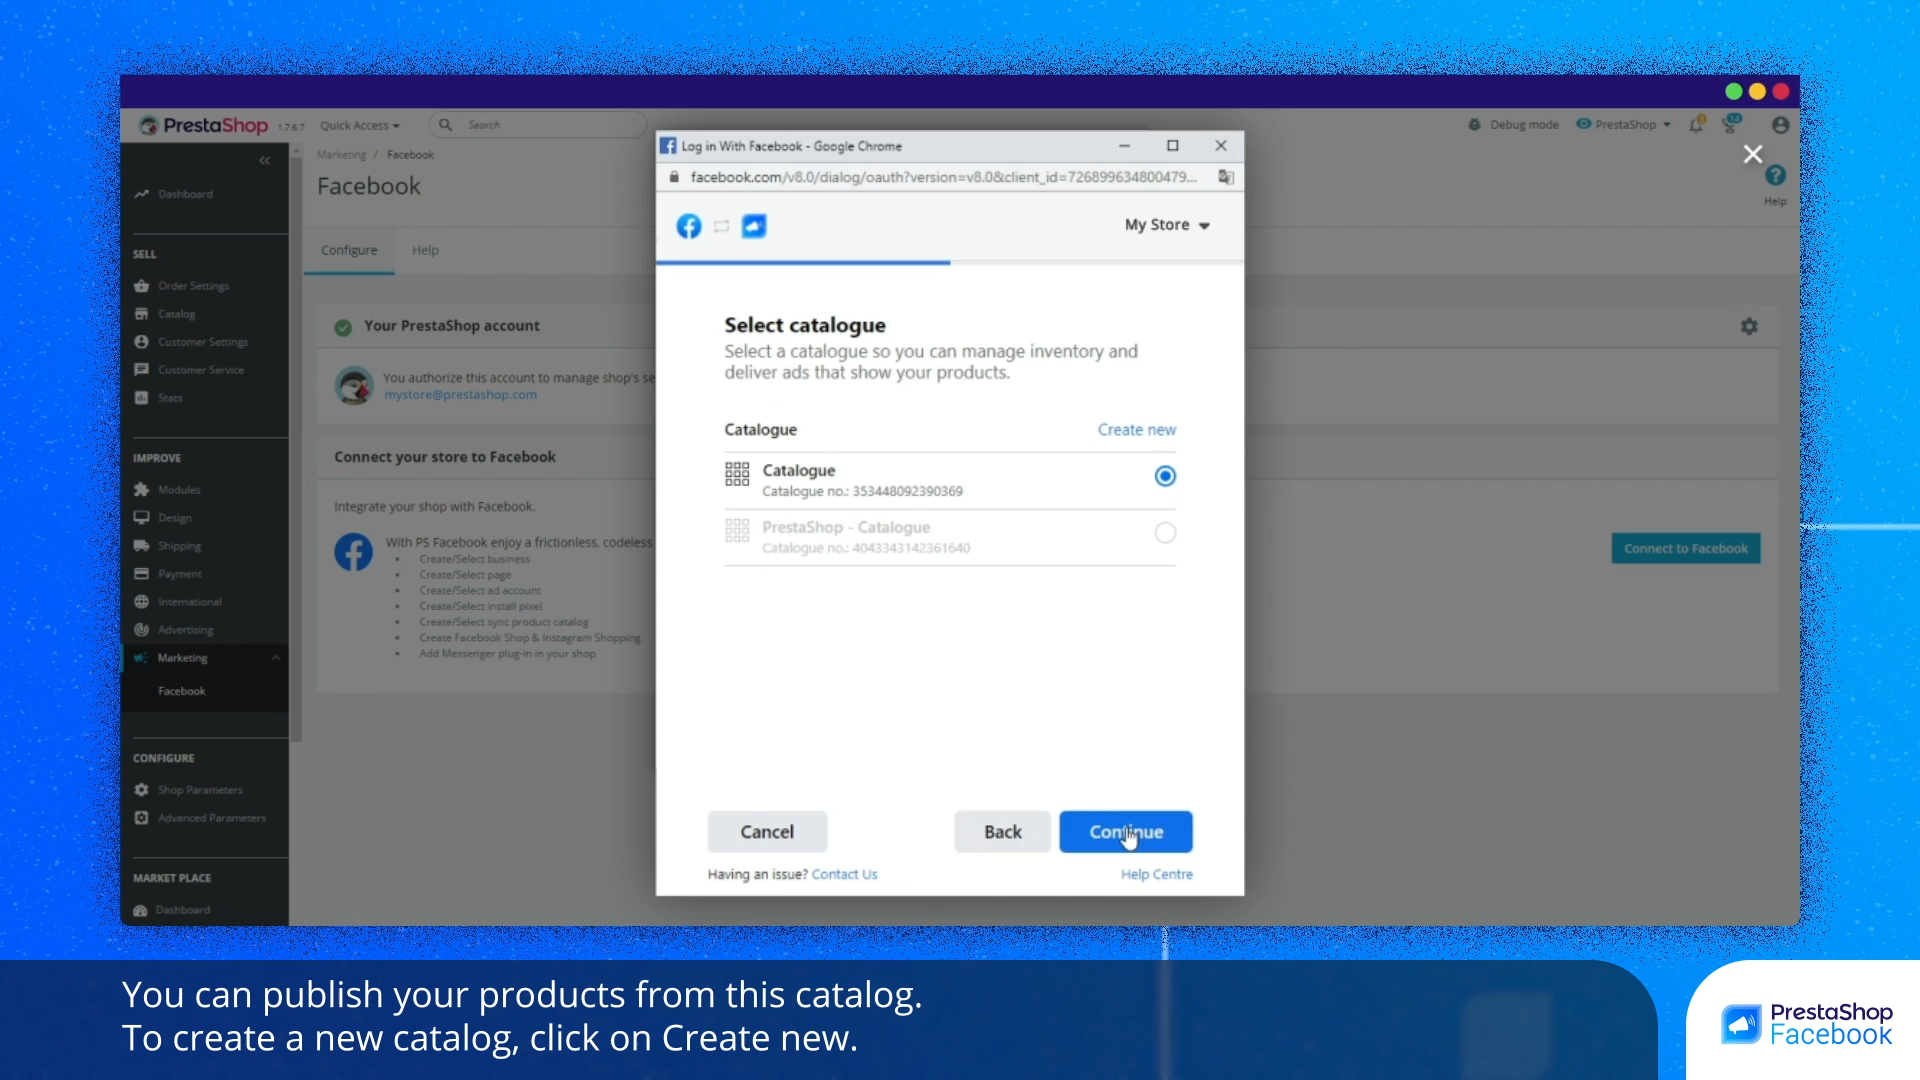 PrestaShop 1.7.6.7 Quick Access Search Debug mode PrestaShop
Marketing / Facebook
Facebook
Help
Configure Help
Dashboard
SELL
Order Settings
Catalog
Customer Settings
Customer Service
Stats
IMPROVE
Modules
Design
Shipping
Payment
International
Advertising
Marketing
Facebook
CONFIGURE
Shop Parameters
Advanced Parameters
MARKET PLACE
Dashboard
Your PrestaShop account
You authorize this account to manage shop's se
mystore@prestashop.com
Connect your store to Facebook
Integrate your shop with Facebook.
With PS Facebook enjoy a frictionless, codeless
Create/Select business
Create/Select page
Create/Select ad account
Create/Select install pixel
Create/Select sync product catalog
Create Facebook Shop & Instagram Shopping
Add Messenger plug-in in your shop
Connect to Facebook
Log in With Facebook - Google Chrome
facebook.com/v8.0/dialog/oauth?version=v8.0&client_id=726899634800479...
My Store
Select catalogue
Select a catalogue so you can manage inventory and
deliver ads that show your products.
Catalogue Create new
Catalogue
Catalogue no.: 353448092390369
PrestaShop - Catalogue
Catalogue no.: 4043343142361640
Cancel Back Continue
Having an issue? Contact Us Help Centre
You can publish your products from this catalog.
To create a new catalog, click on Create new.
PrestaShop
Facebook